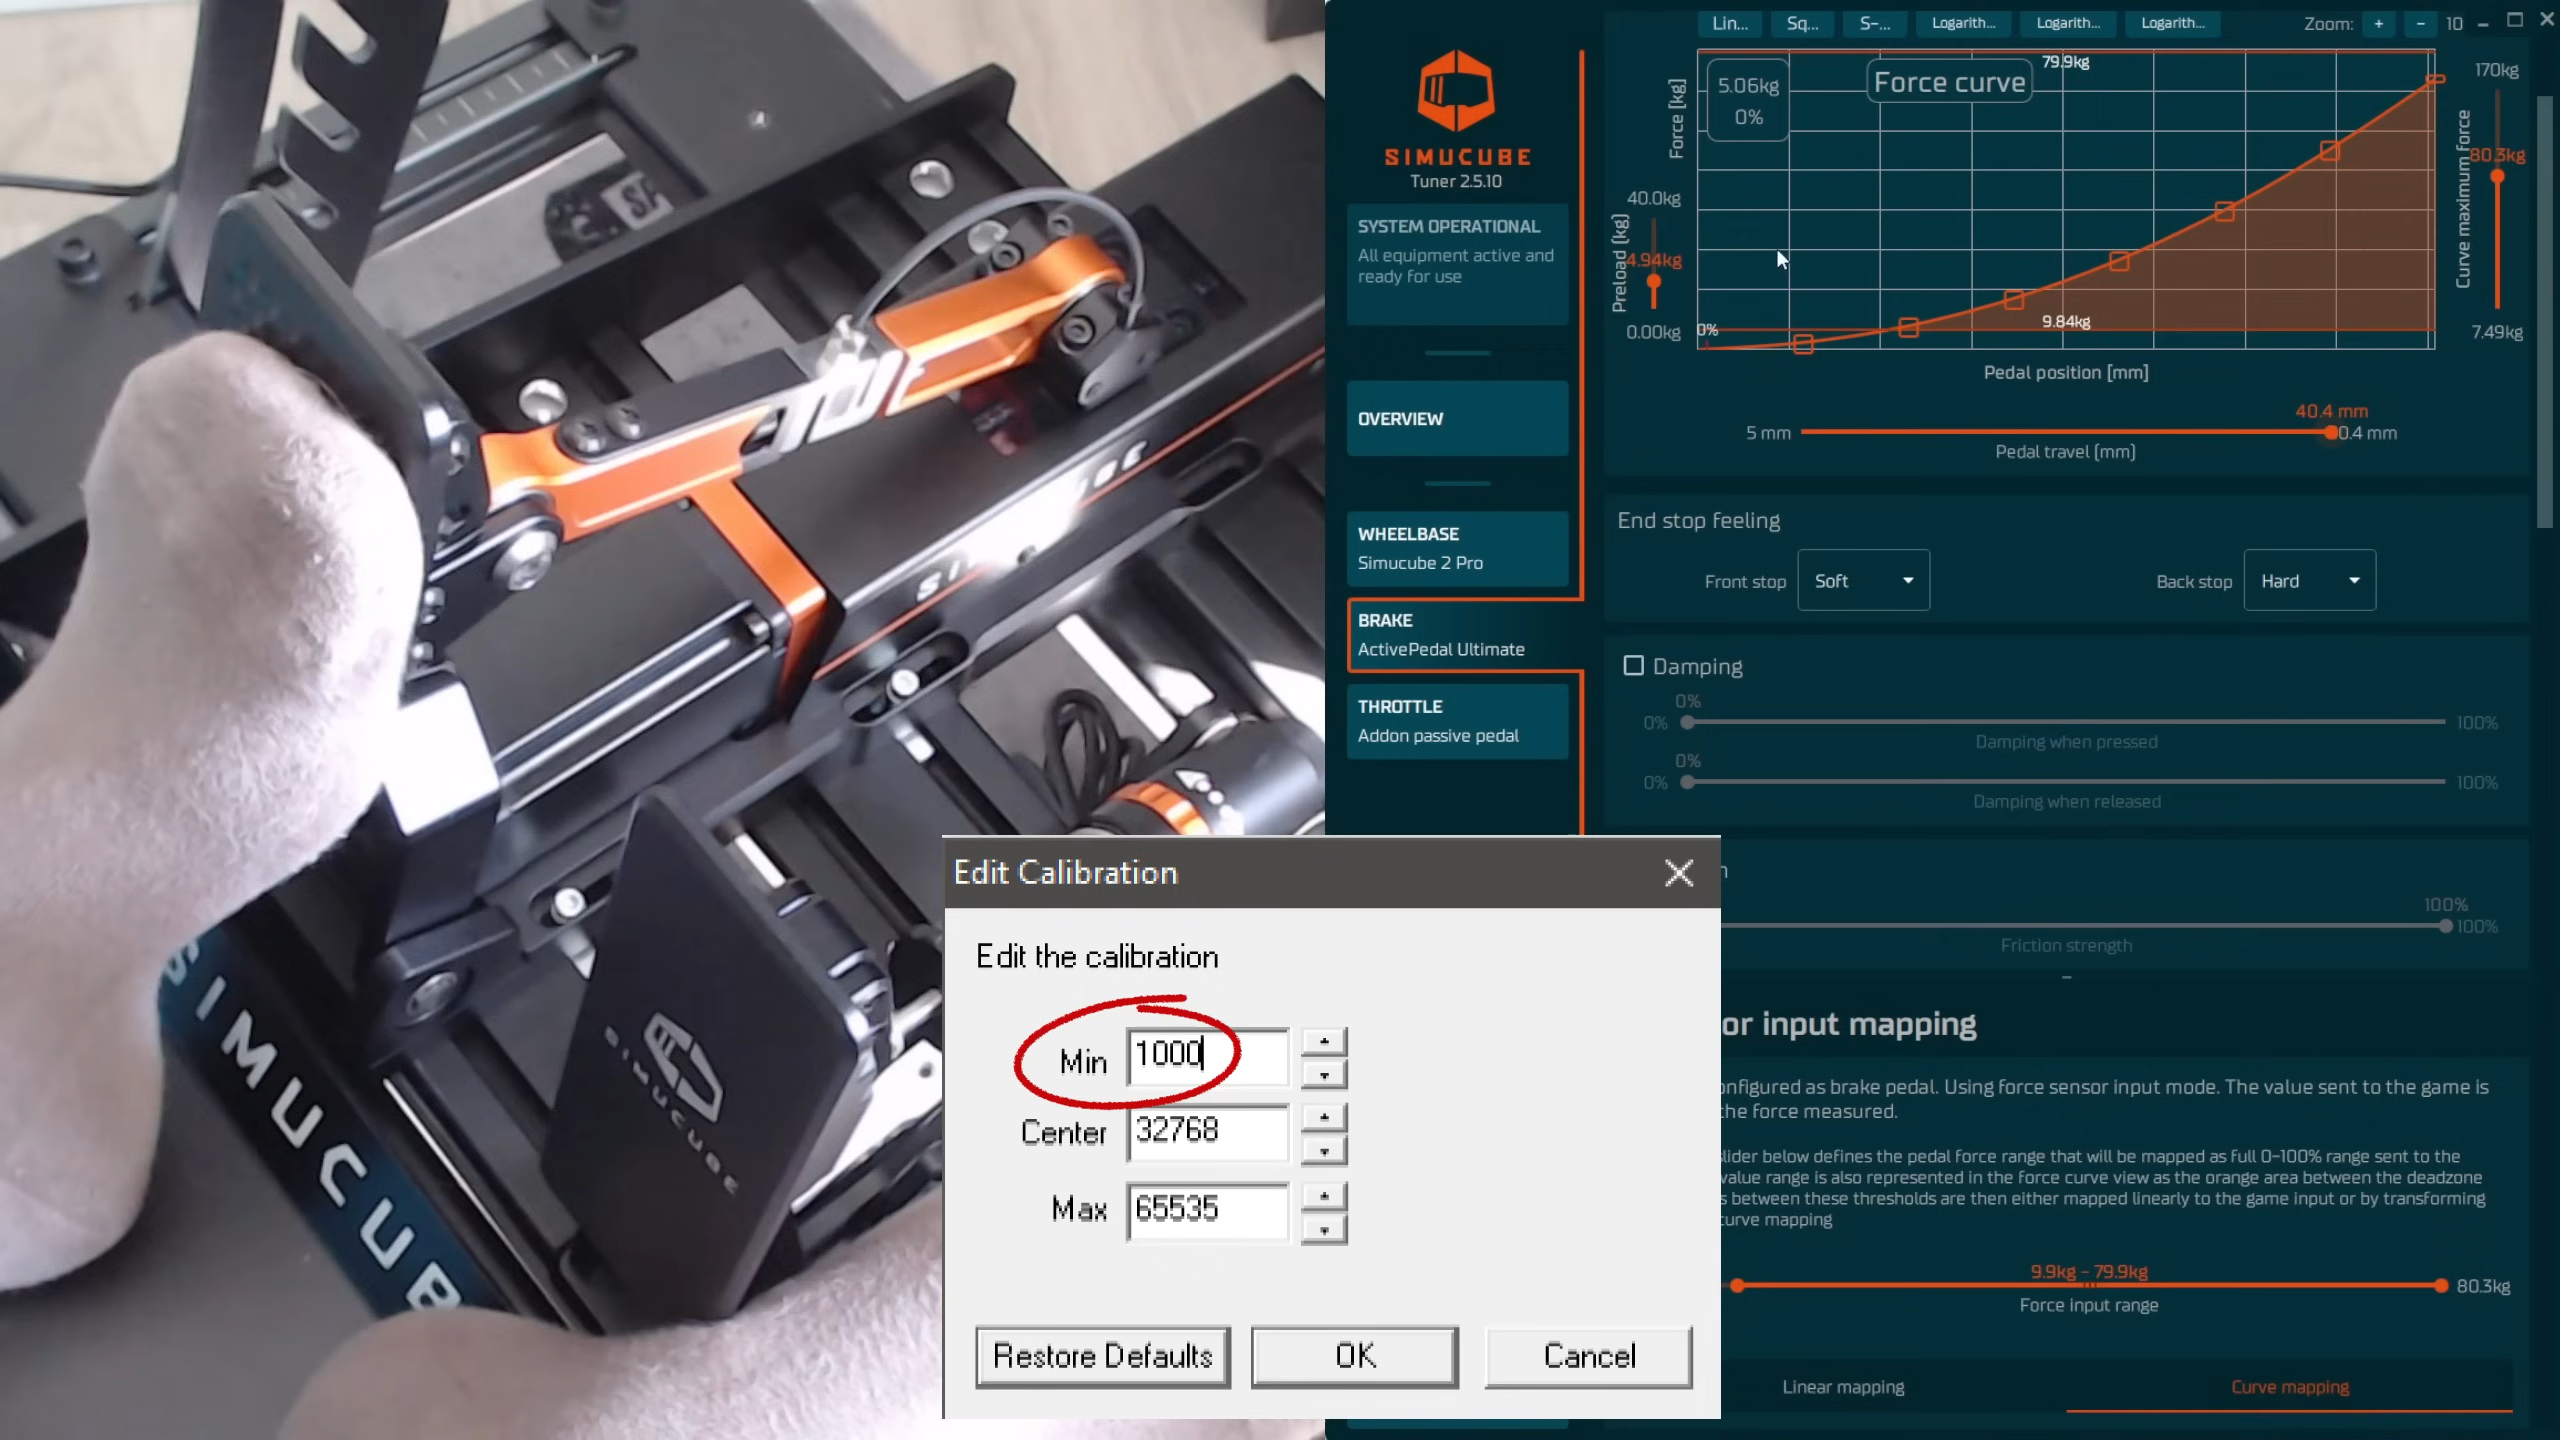 SIMUCUBE
SIMUCUBE
SIMUCUB
Lin...
Sq...
S-...
Logarith...
Logarith...
Logarith...
Zoom:
+
-
10
SIMUCUBE
Tuner 2.5.10
SYSTEM OPERATIONAL
All equipment active and
ready for use
OVERVIEW
WHEELBASE
Simucube 2 Pro
BRAKE
ActivePedal Ultimate
THROTTLE
Addon passive pedal
Force [kg]
5.06kg
0%
Force curve
79.9kg
170kg
Curve maximum force
80.3kg
7.49kg
40.0kg
Preload [kg]
4.94kg
0.00kg
0%
9.84kg
Pedal position [mm]
40.4 mm
5 mm
0.4 mm
Pedal travel [mm]
End stop feeling
Front stop
Soft
Back stop
Hard
Damping
0%
0%
100%
Damping when pressed
0%
0%
100%
Damping when released
n
100%
100%
Friction strength
or input mapping
onfigured as brake pedal. Using force sensor input mode. The value sent to the game is
the force measured.
slider below defines the pedal force range that will be mapped as full 0-100% range sent to the
value range is also represented in the force curve view as the orange area between the deadzone
s between these thresholds are then either mapped linearly to the game input or by transforming
curve mapping
9.9kg - 79.9kg
80.3kg
Force input range
Linear mapping
Curve mapping
Edit Calibration
Edit the calibration
Min
1000
Center
32768
Max
65535
Restore Defaults
OK
Cancel